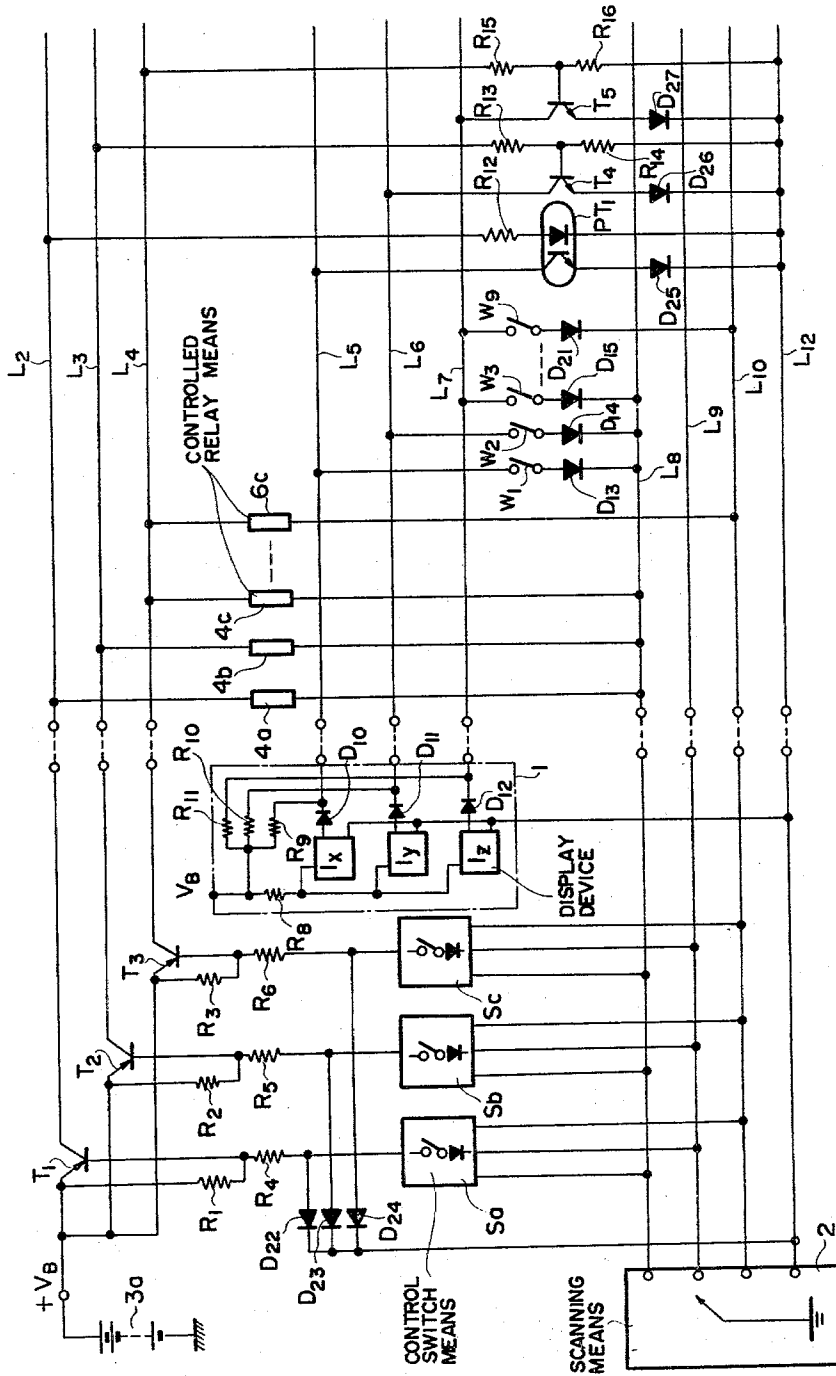 +VB
3a
T1
T2
T3
R1
R2
R3
R4
R5
R6
D22
D23
D24
CONTROL
SWITCH
MEANS
Sa
Sb
Sc
SCANNING
MEANS
2
VB
R11
R10
R9
R8
D10
D11
D12
Ix
Iy
Iz
1
DISPLAY
DEVICE
L2
L3
L4
4a
4b
4c
6c
CONTROLLED
RELAY MEANS
L5
L6
L7
W1
W2
W3
W9
D13
D14
D15
D21
L8
L9
L10
L12
R12
R13
R15
PT1
T4
T5
R14
R16
D25
D26
D27